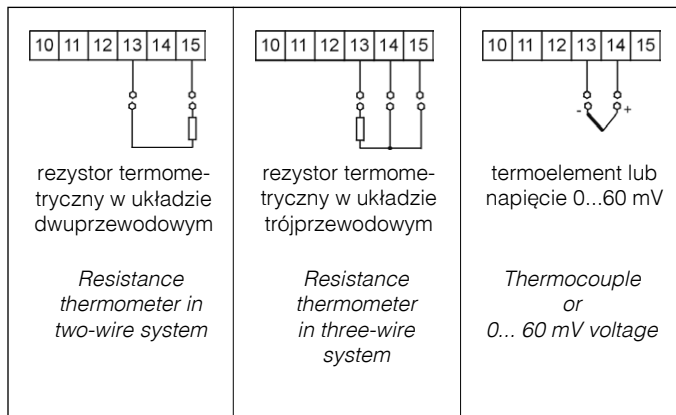 10 11 12 13 14 15
- +
rezystor termome-
tryczny w układzie
dwuprzewodowym
Resistance
thermometer in
two-wire system
10 11 12 13 14 15
rezystor termome-
tryczny w układzie
trójprzewodowym
Resistance
thermometer
in three-wire
system
10 11 12 13 14 15
termoelement lub
napięcie 0...60 mV
Thermocouple
or
0... 60 mV voltage